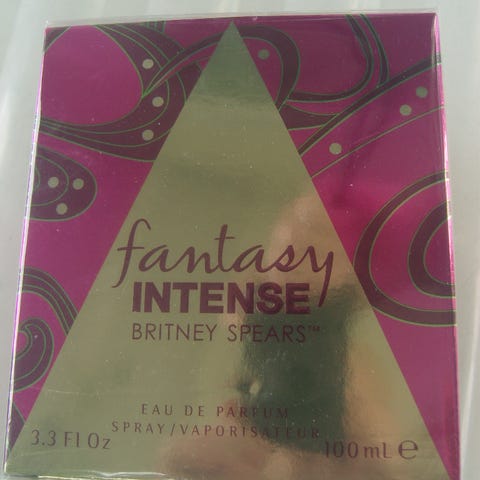 fantasy
INTENSE
BRITNEY SPEARS™
EAU DE PARFUM
SPRAY/VAPORISATEUR
3.3 Fl Oz 100 mL ℮